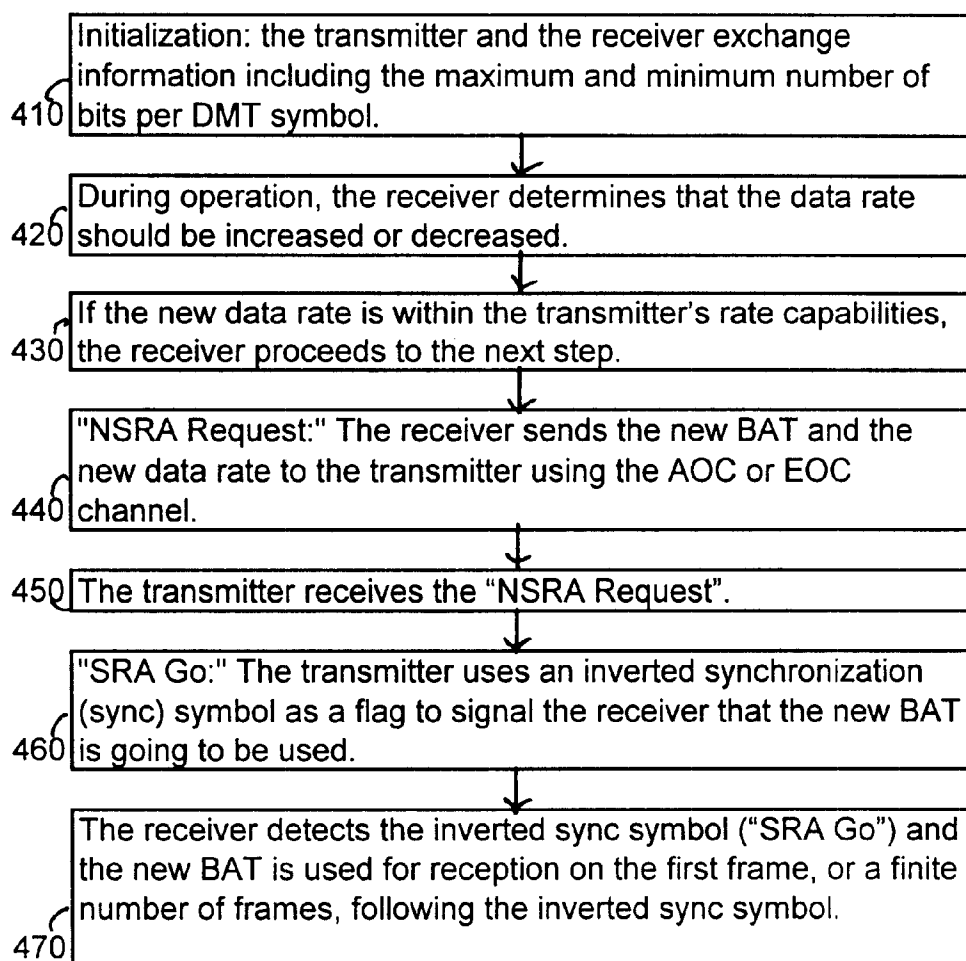 Initialization: the transmitter and the receiver exchange
information including the maximum and minimum number of
410 bits per DMT symbol.
During operation, the receiver determines that the data rate
420 should be increased or decreased.
If the new data rate is within the transmitter's rate capabilities,
430 the receiver proceeds to the next step.
"NSRA Request:" The receiver sends the new BAT and the
new data rate to the transmitter using the AOC or EOC
440 channel.
450 The transmitter receives the “NSRA Request”.
"SRA Go:" The transmitter uses an inverted synchronization
(sync) symbol as a flag to signal the receiver that the new BAT
460 is going to be used.
The receiver detects the inverted sync symbol (“SRA Go”) and
the new BAT is used for reception on the first frame, or a finite
number of frames, following the inverted sync symbol.
470